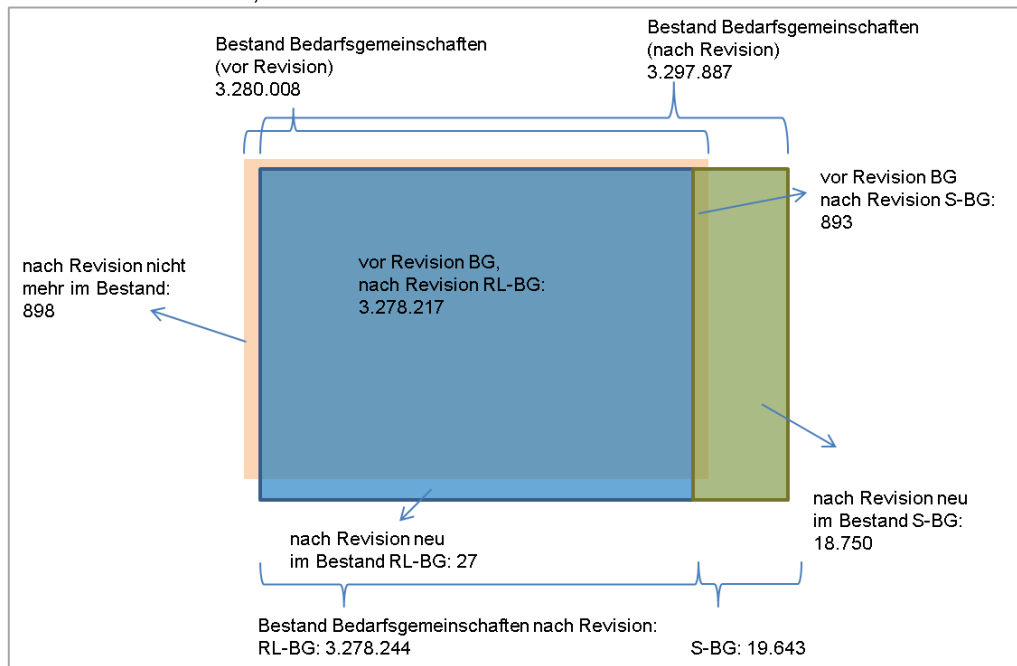 Bestand Bedarfsgemeinschaften
(vor Revision)
3.280.008
Bestand Bedarfsgemeinschaften
(nach Revision)
3.297.887
vor Revision BG
nach Revision S-BG:
893
nach Revision nicht
mehr im Bestand:
898
vor Revision BG,
nach Revision RL-BG:
3.278.217
nach Revision neu
im Bestand S-BG:
18.750
nach Revision neu
im Bestand RL-BG: 27
Bestand Bedarfsgemeinschaften nach Revision:
RL-BG: 3.278.244
S-BG: 19.643